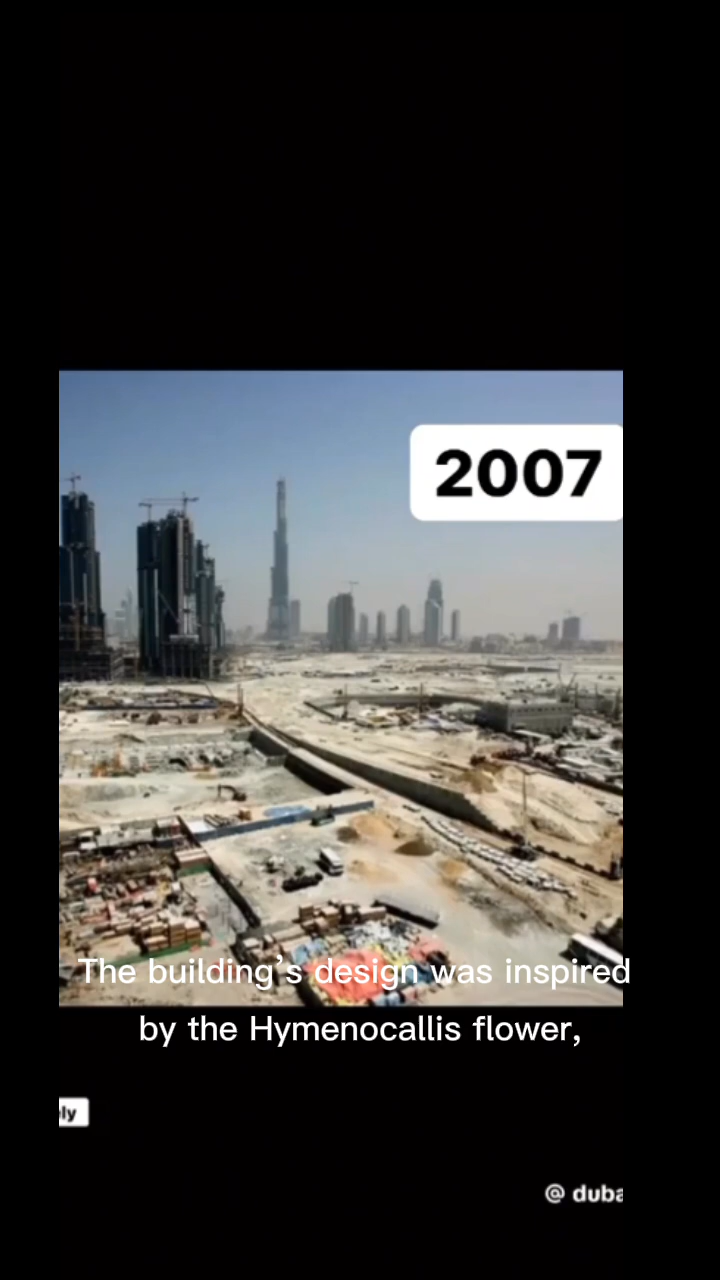 2007
The building’s design was inspired
by the Hymenocallis flower,
ly
@ duba